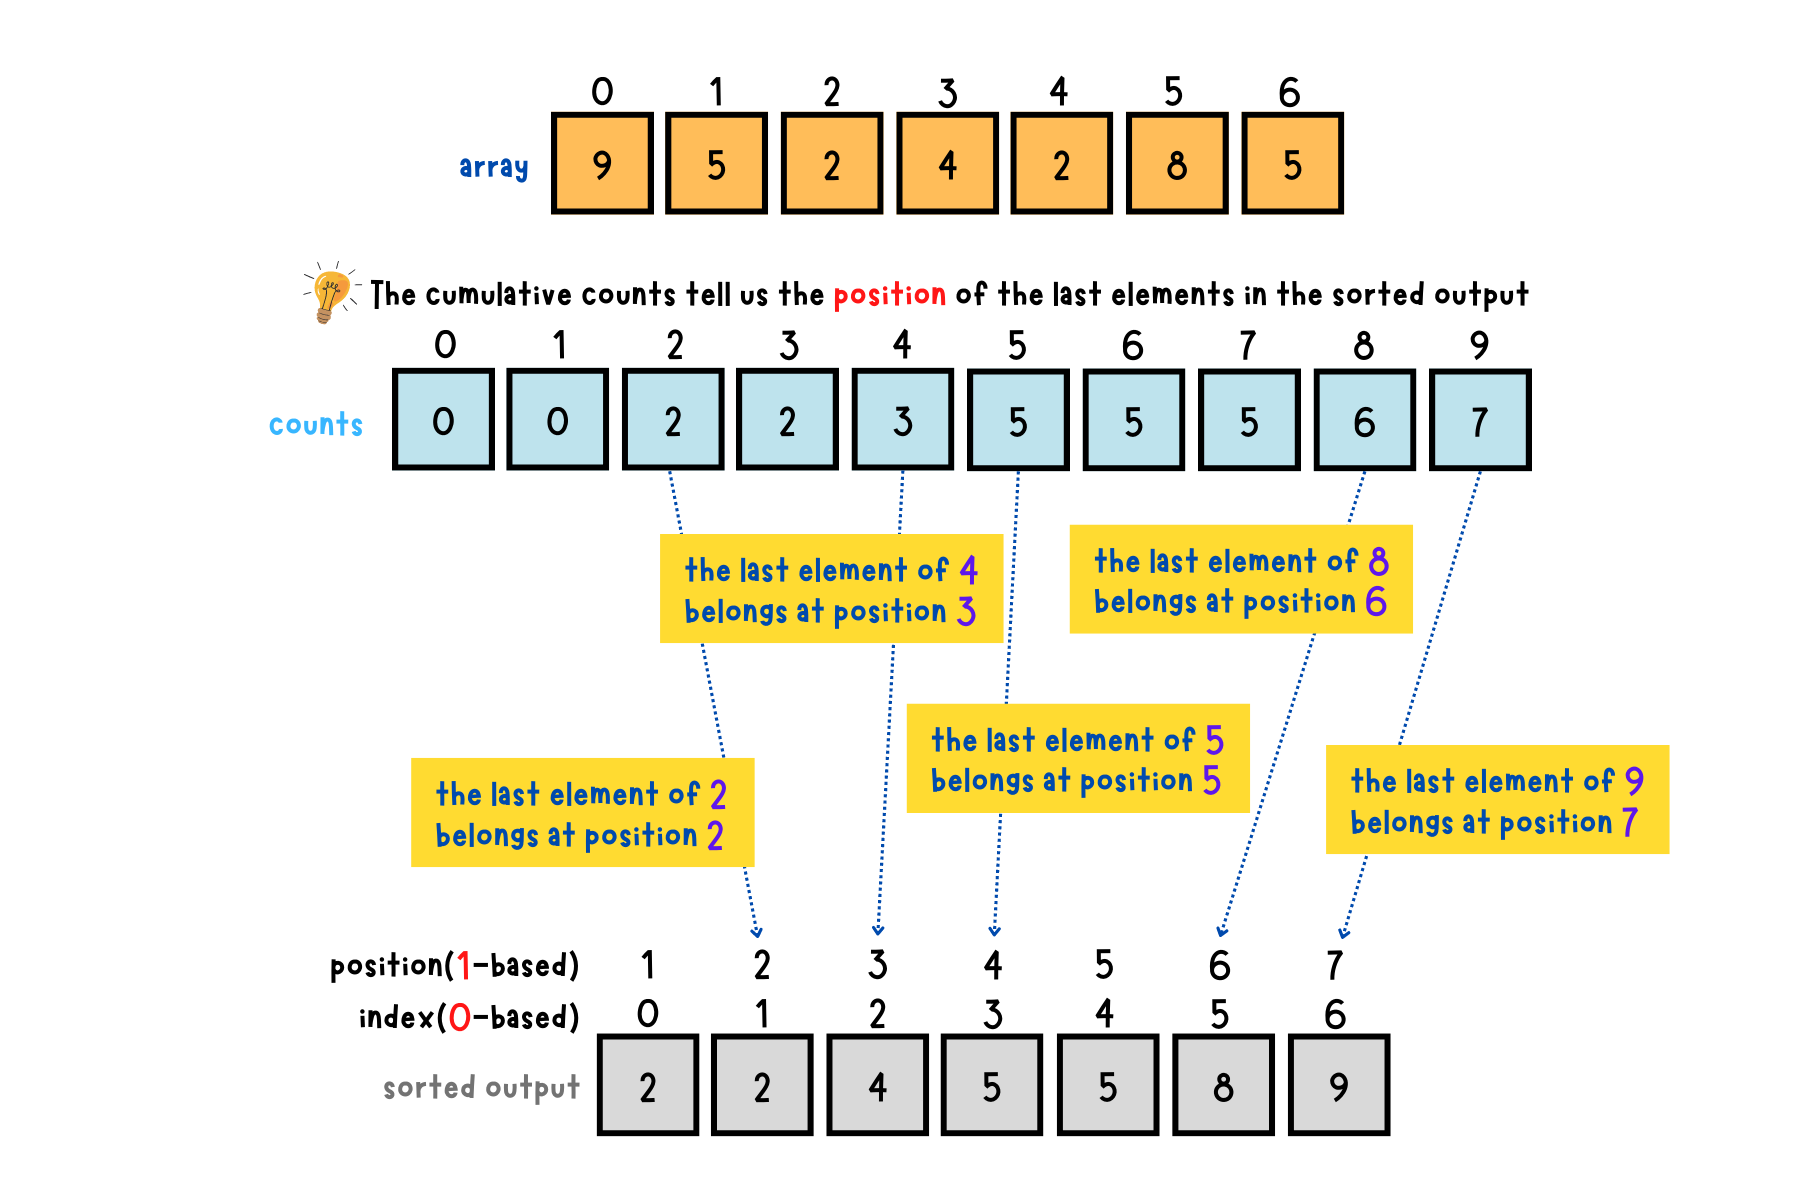 0 1 2 3 4 5 6
array 9 5 2 4 2 8 5
The cumulative counts tell us the position of the last elements in the sorted output
0 1 2 3 4 5 6 7 8 9
counts 0 0 2 2 3 5 5 5 6 7
the last element of 4
belongs at position 3
the last element of 8
belongs at position 6
the last element of 5
belongs at position 5
the last element of 2
belongs at position 2
the last element of 9
belongs at position 7
position(1-based) 1 2 3 4 5 6 7
index(0-based) 0 1 2 3 4 5 6
sorted output 2 2 4 5 5 8 9